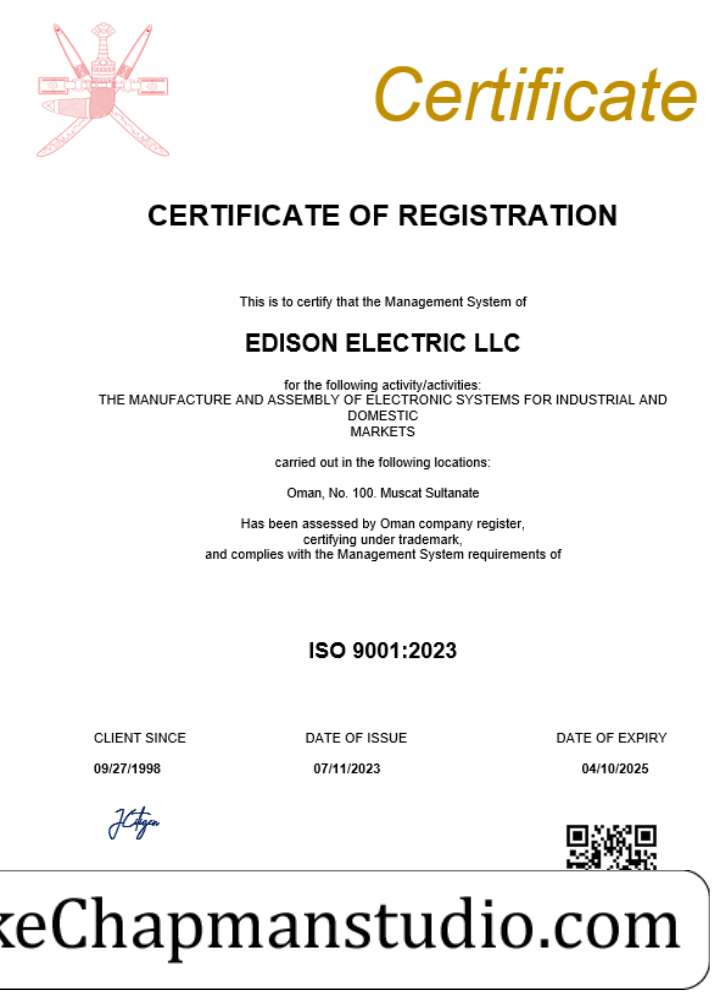 Certificate
CERTIFICATE OF REGISTRATION
This is to certify that the Management System of
EDISON ELECTRIC LLC
for the following activity/activities:
THE MANUFACTURE AND ASSEMBLY OF ELECTRONIC SYSTEMS FOR INDUSTRIAL AND
DOMESTIC
MARKETS
carried out in the following locations:
Oman, No. 100. Muscat Sultanate
Has been assessed by Oman company register,
certifying under trademark,
and complies with the Management System requirements of
ISO 9001:2023
CLIENT SINCE DATE OF ISSUE DATE OF EXPIRY
09/27/1998 07/11/2023 04/10/2025
keChapmanstudio.com